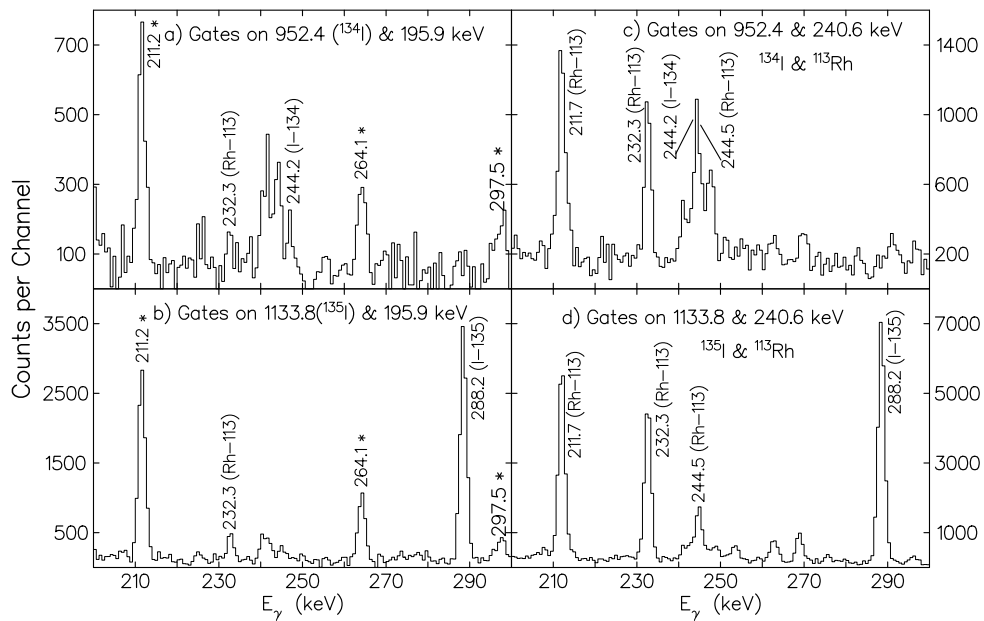 a) Gates on 952.4 (¹³⁴I) & 195.9 keV
700
500
300
100
211.2 *
232.3 (Rh−113)
244.2 (I−134)
264.1 *
297.5 *
c) Gates on 952.4 & 240.6 keV
¹³⁴I & ¹¹³Rh
1400
1000
600
200
211.7 (Rh−113)
232.3 (Rh−113)
244.2 (I−134)
244.5 (Rh−113)
Counts per Channel
b) Gates on 1133.8(¹³⁵I) & 195.9 keV
3500
2500
1500
500
211.2 *
232.3 (Rh−113)
264.1 *
288.2 (I−135)
297.5 *
210 230 250 270 290
Eγ (keV)
d) Gates on 1133.8 & 240.6 keV
¹³⁵I & ¹¹³Rh
7000
5000
3000
1000
211.7 (Rh−113)
232.3 (Rh−113)
244.5 (Rh−113)
288.2 (I−135)
210 230 250 270 290
Eγ (keV)